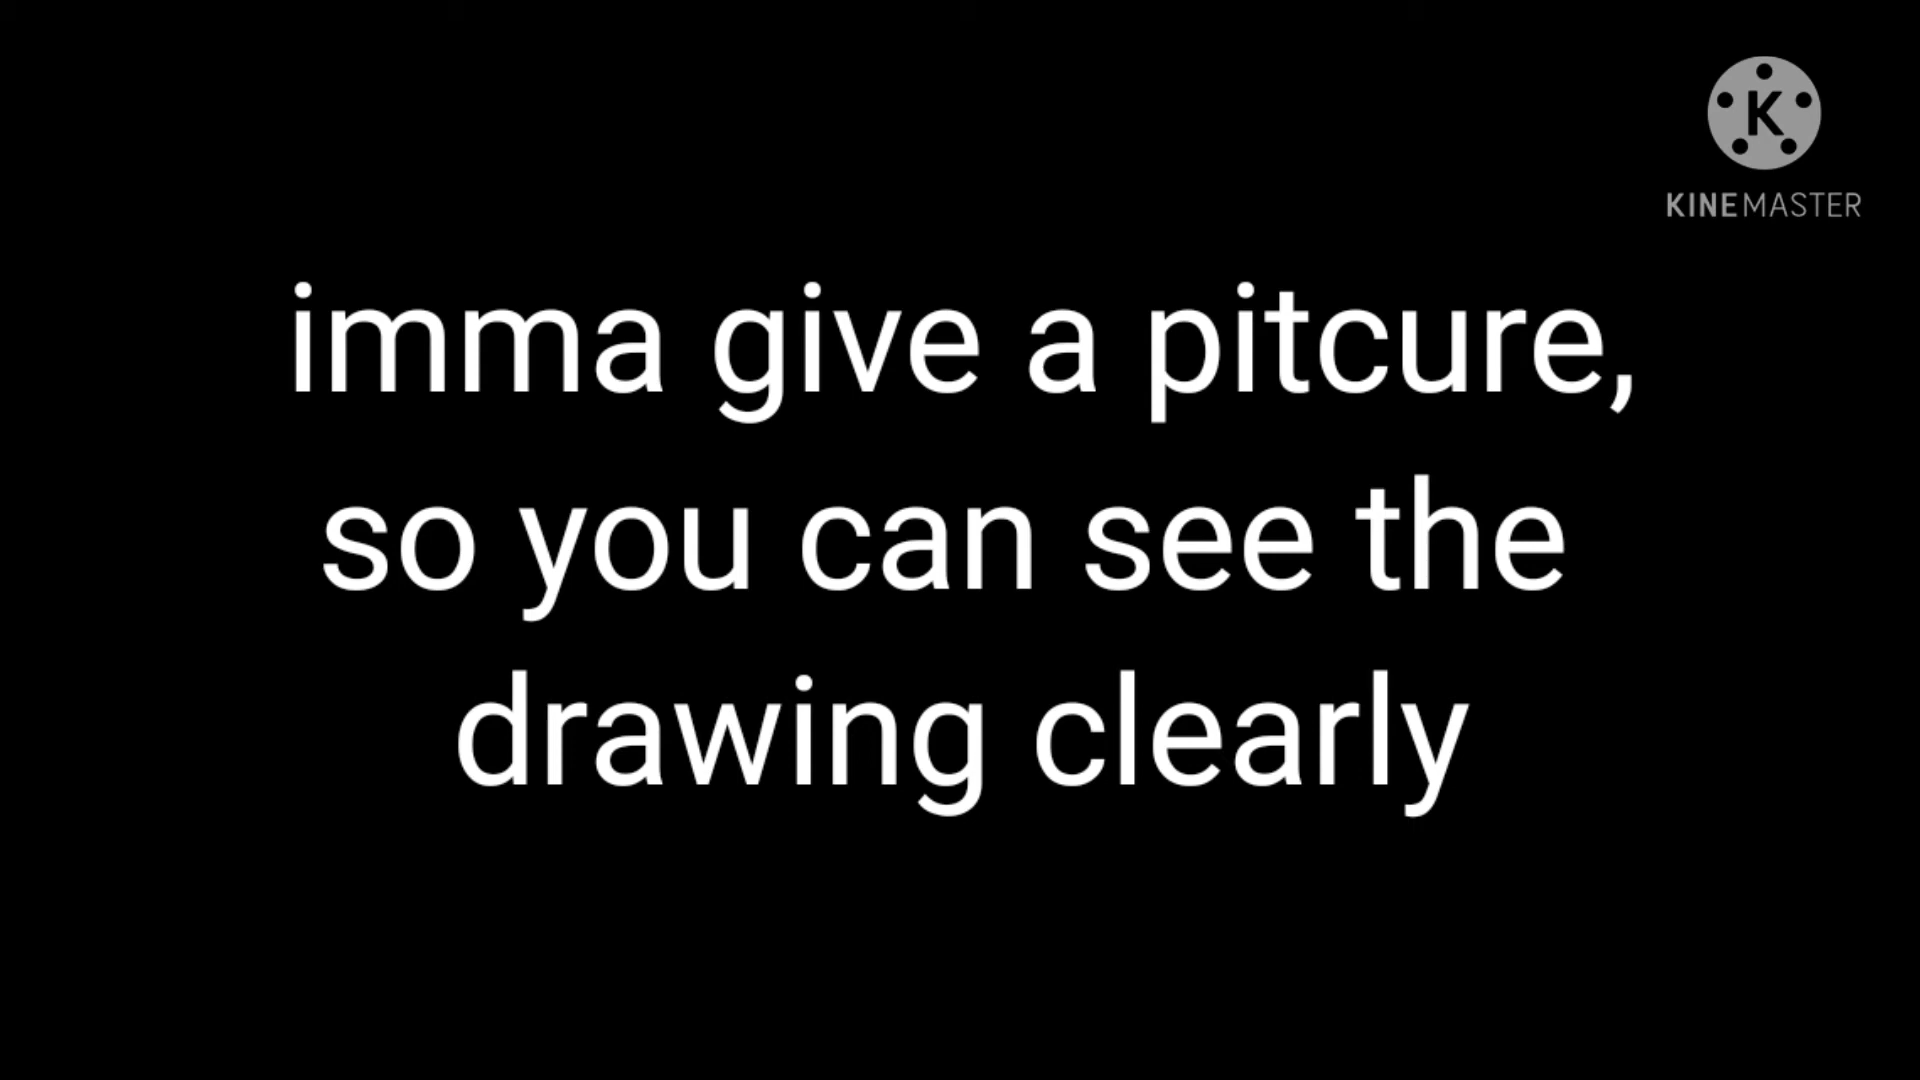 K
KINEMASTER
imma give a pitcure,
so you can see the
drawing clearly